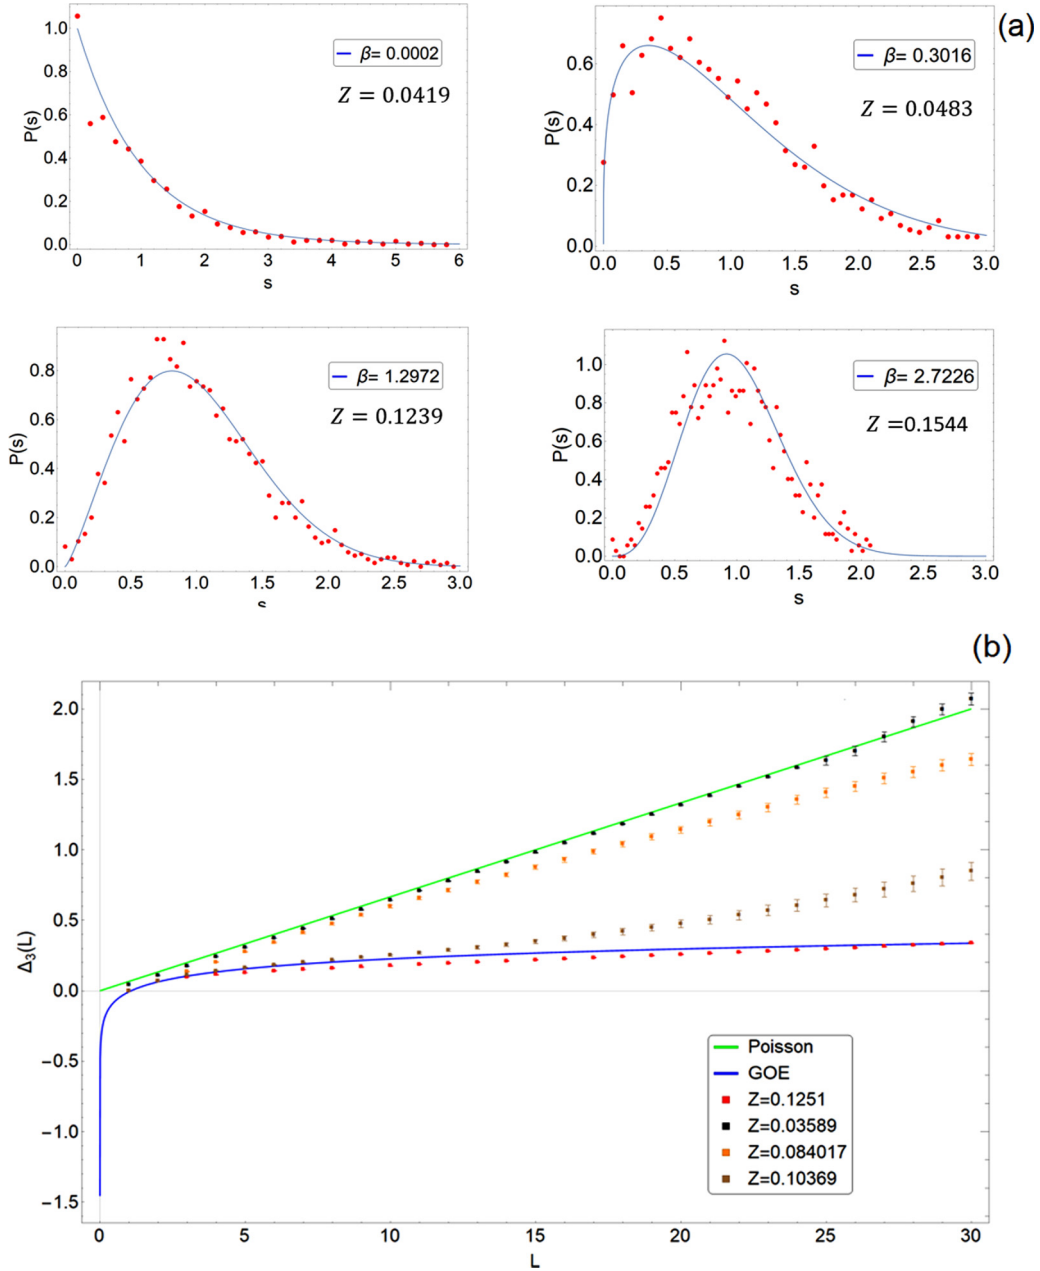 (a)
1.0
0.8
0.6
0.4
0.2
0.0
P(s)
β= 0.0002
Z = 0.0419
0 1 2 3 4 5 6
s
0.6
0.4
0.2
0.0
P(s)
β= 0.3016
Z = 0.0483
0.0 0.5 1.0 1.5 2.0 2.5 3.0
s
0.8
0.6
0.4
0.2
0.0
P(s)
β= 1.2972
Z = 0.1239
0.0 0.5 1.0 1.5 2.0 2.5 3.0
s
1.0
0.8
0.6
0.4
0.2
0.0
P(s)
β= 2.7226
Z =0.1544
0.0 0.5 1.0 1.5 2.0 2.5 3.0
s
(b)
2.0
1.5
1.0
0.5
0.0
−0.5
−1.0
−1.5
Δ₃(L)
Poisson
GOE
Z=0.1251
Z=0.03589
Z=0.084017
Z=0.10369
0 5 10 15 20 25 30
L